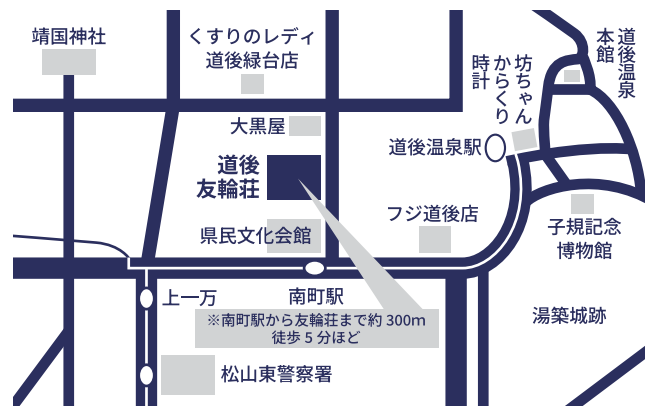 靖国神社
くすりのレディ
道後緑台店
道後温泉
本館
坊ちゃん
からくり
時計
大黒屋
道後温泉駅
道後
友輪荘
フジ道後店
県民文化会館
子規記念
博物館
上一万
南町駅
湯築城跡
※南町駅から友輪荘まで約 300m
徒歩 5 分ほど
松山東警察署